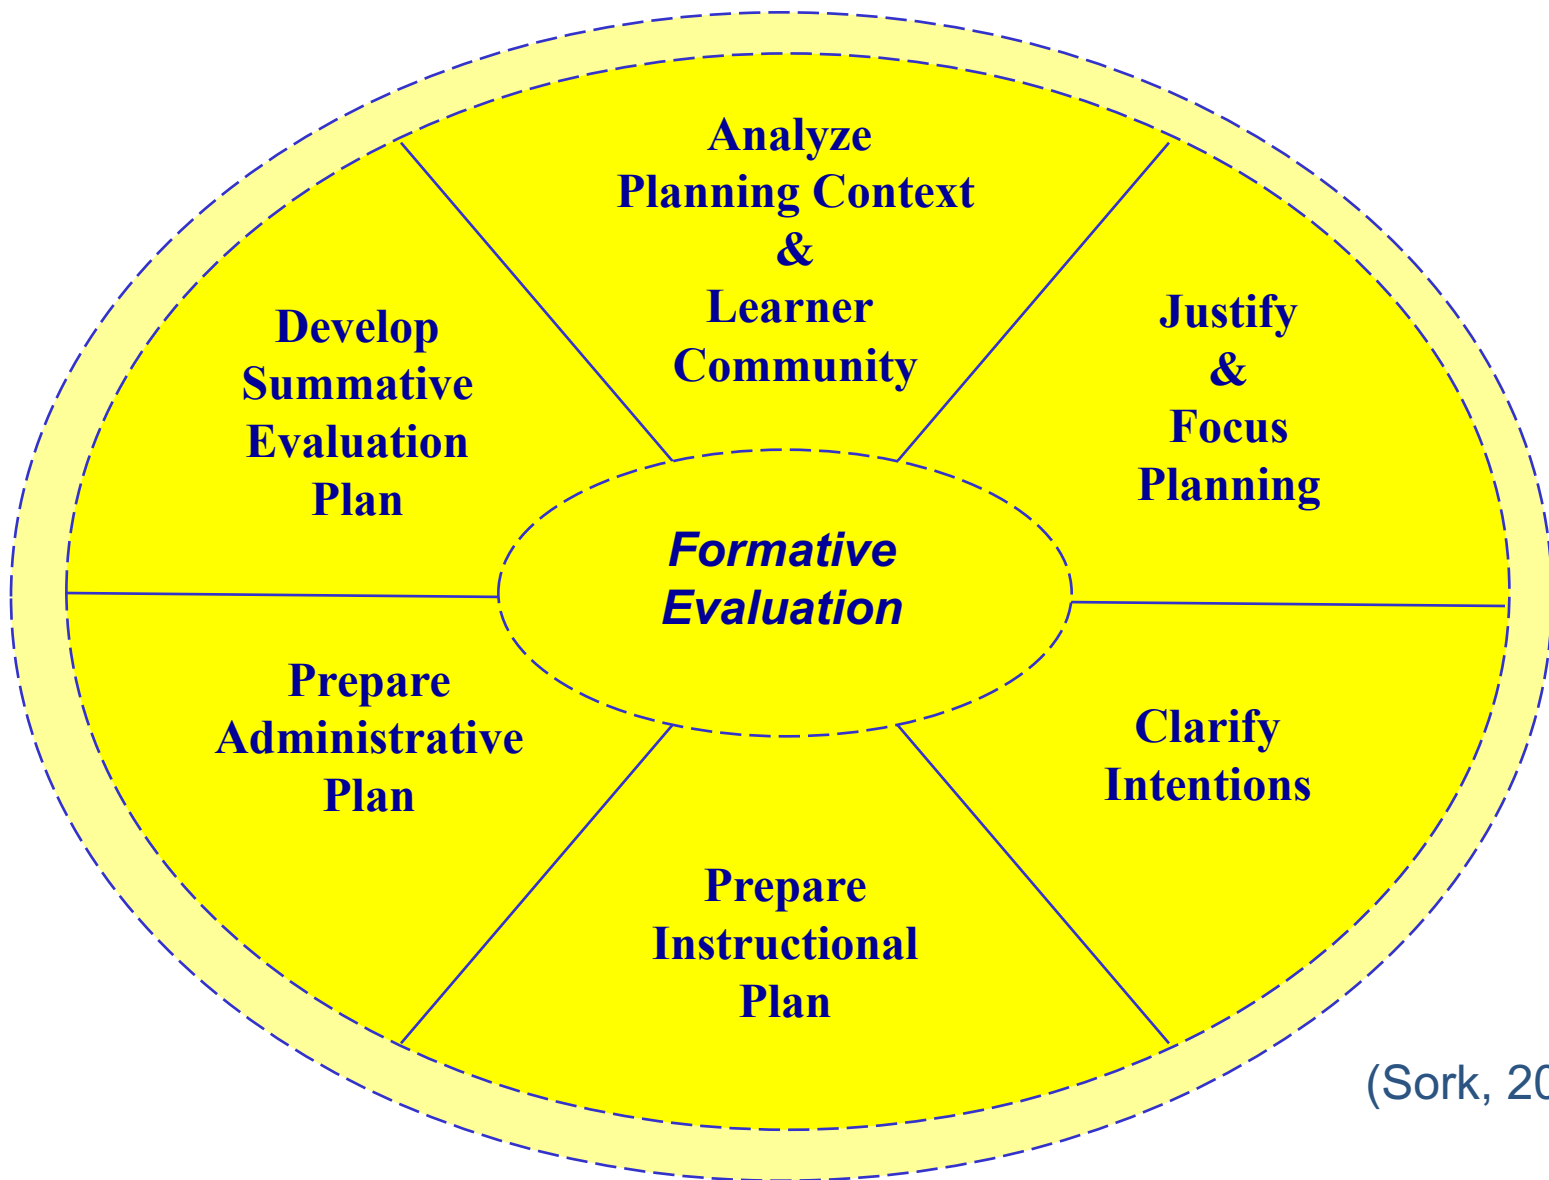 Analyze
Planning Context
&
Learner
Community
Justify
&
Focus
Planning
Clarify
Intentions
Prepare
Instructional
Plan
Prepare
Administrative
Plan
Develop
Summative
Evaluation
Plan
Formative
Evaluation
(Sork,